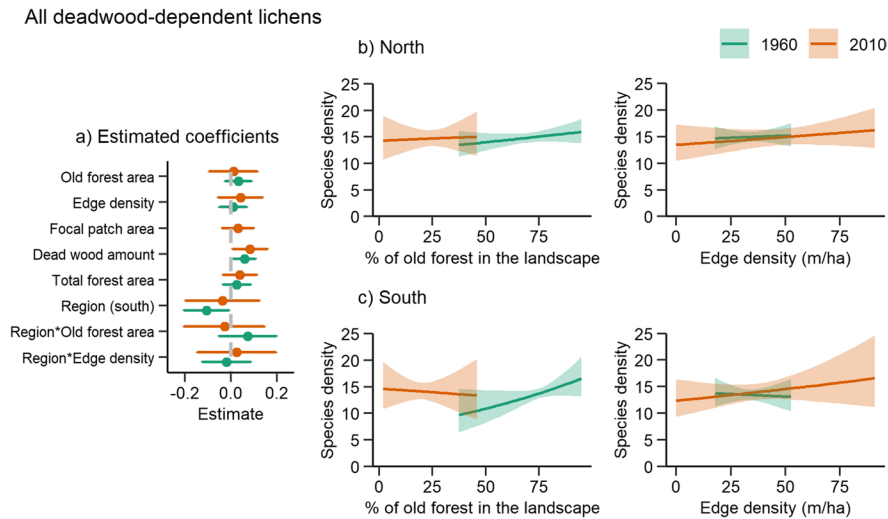 All deadwood-dependent lichens
b) North
1960
2010
a) Estimated coefficients
Old forest area
Edge density
Focal patch area
Dead wood amount
Total forest area
Region (south)
Region*Old forest area
Region*Edge density
-0.2 0.0 0.2
Estimate
Species density
25
20
15
10
5
0
0 25 50 75
% of old forest in the landscape
Species density
25
20
15
10
5
0
0 25 50 75
Edge density (m/ha)
c) South
Species density
25
20
15
10
5
0
0 25 50 75
% of old forest in the landscape
Species density
25
20
15
10
5
0
0 25 50 75
Edge density (m/ha)